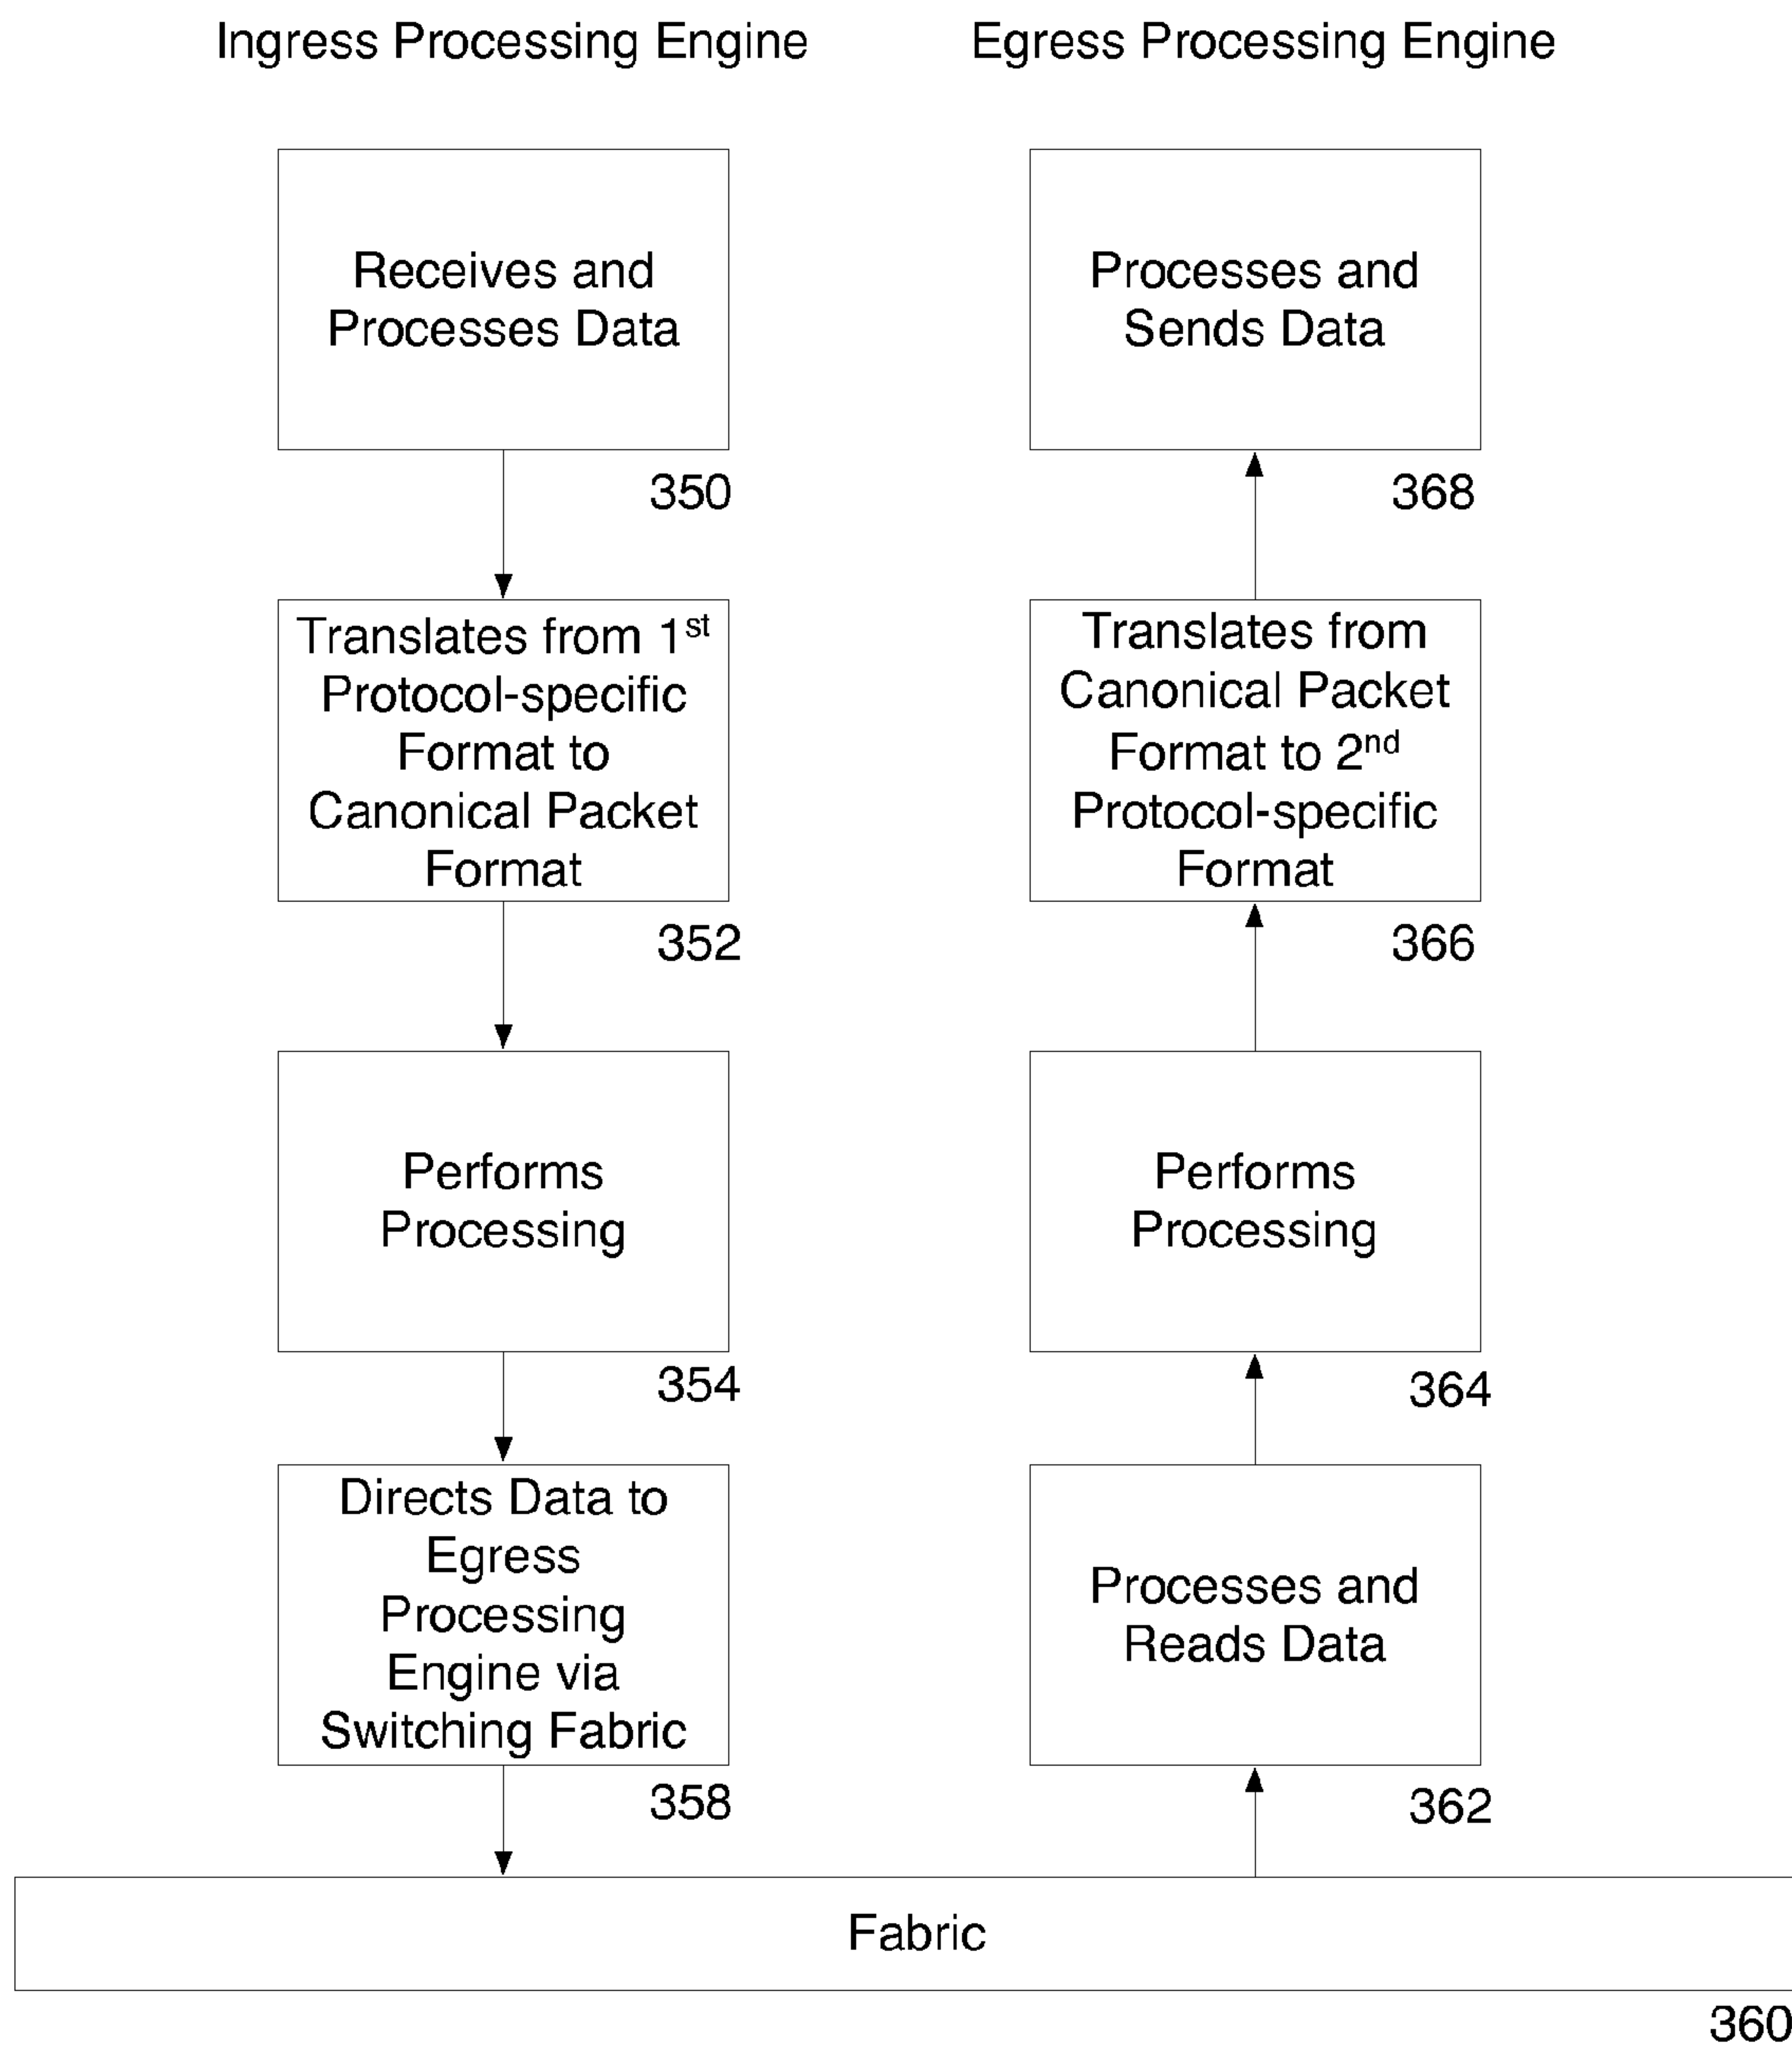 Ingress Processing Engine
Egress Processing Engine
Receives and
Processes Data
350
Translates from 1st
Protocol-specific
Format to
Canonical Packet
Format
352
Performs
Processing
354
Directs Data to
Egress
Processing
Engine via
Switching Fabric
358
Processes and
Sends Data
368
Translates from
Canonical Packet
Format to 2nd
Protocol-specific
Format
366
Performs
Processing
364
Processes and
Reads Data
362
Fabric
360